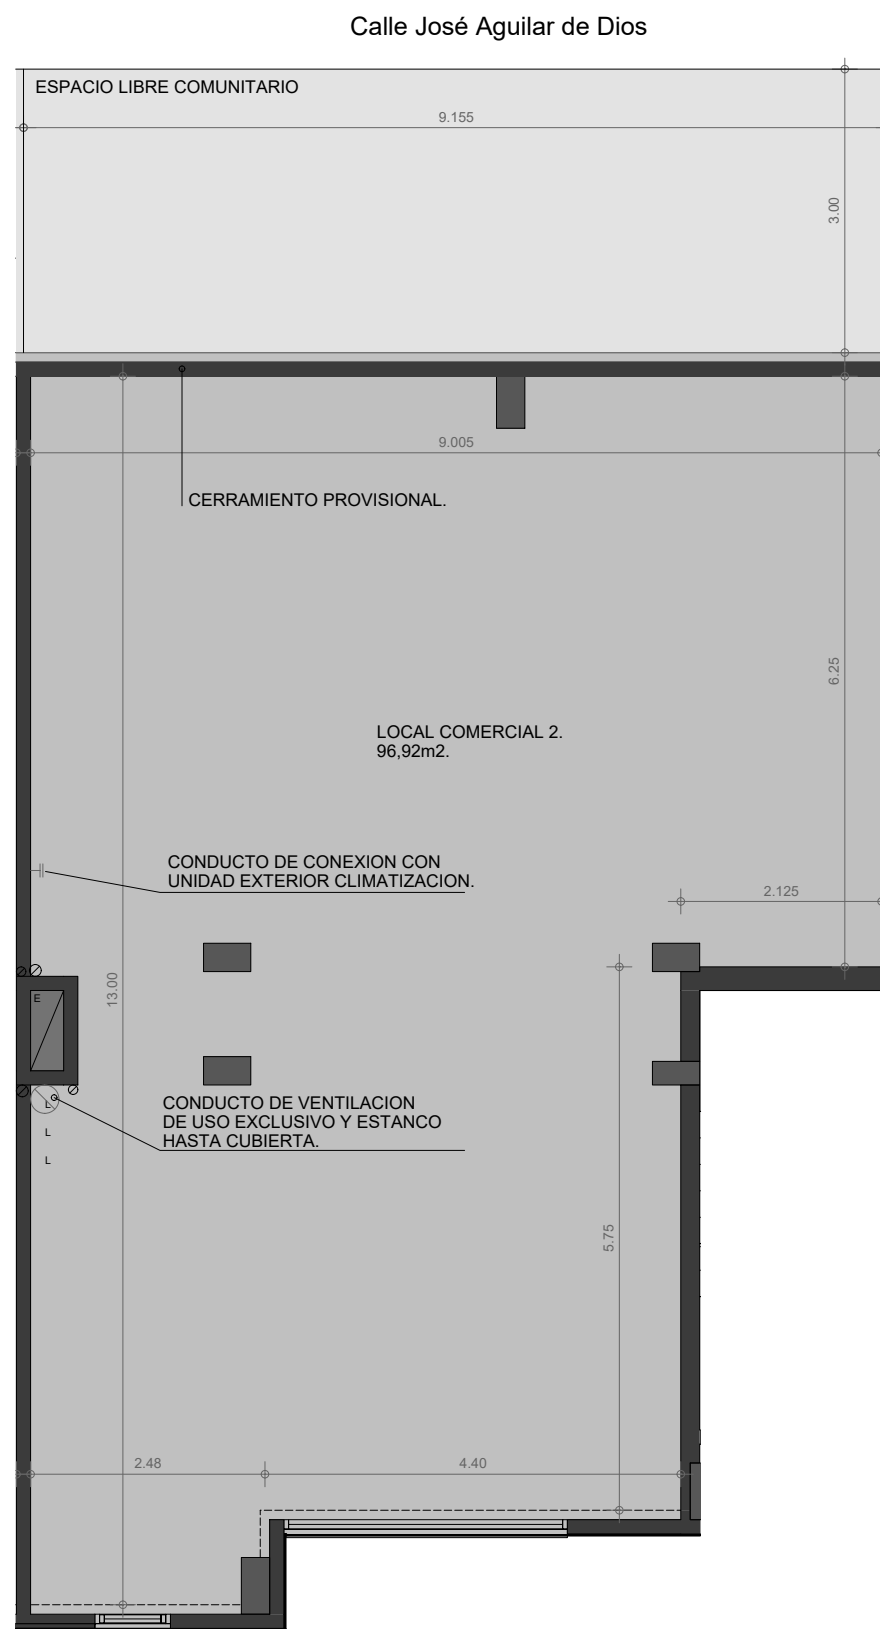 Calle José Aguilar de Dios
ESPACIO LIBRE COMUNITARIO
9.155
3.00
9.005
CERRAMIENTO PROVISIONAL.
6.25
LOCAL COMERCIAL 2.
96,92m2.
CONDUCTO DE CONEXION CON
UNIDAD EXTERIOR CLIMATIZACION.
2.125
13.00
E
CONDUCTO DE VENTILACION
DE USO EXCLUSIVO Y ESTANCO
HASTA CUBIERTA.
L
L
L
5.75
2.48
4.40